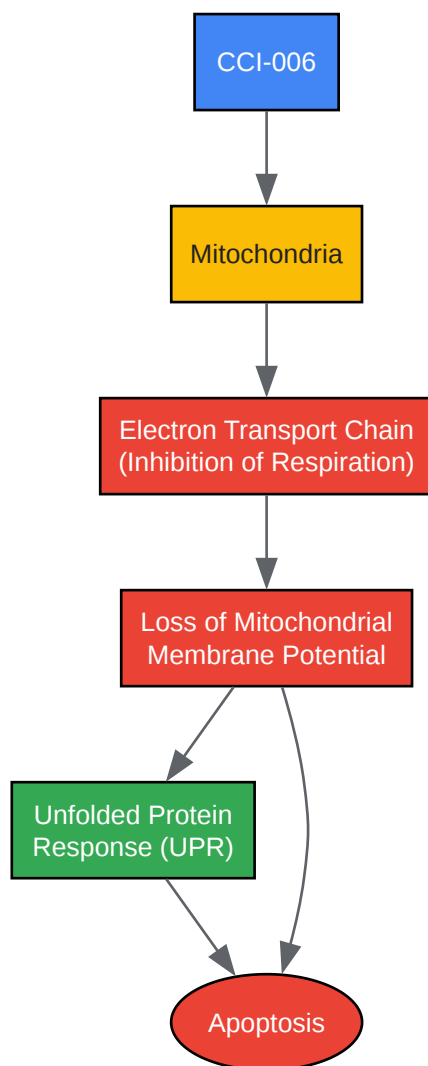 CCI-006
Mitochondria
Electron Transport Chain
(Inhibition of Respiration)
Loss of Mitochondrial
Membrane Potential
Unfolded Protein
Response (UPR)
Apoptosis